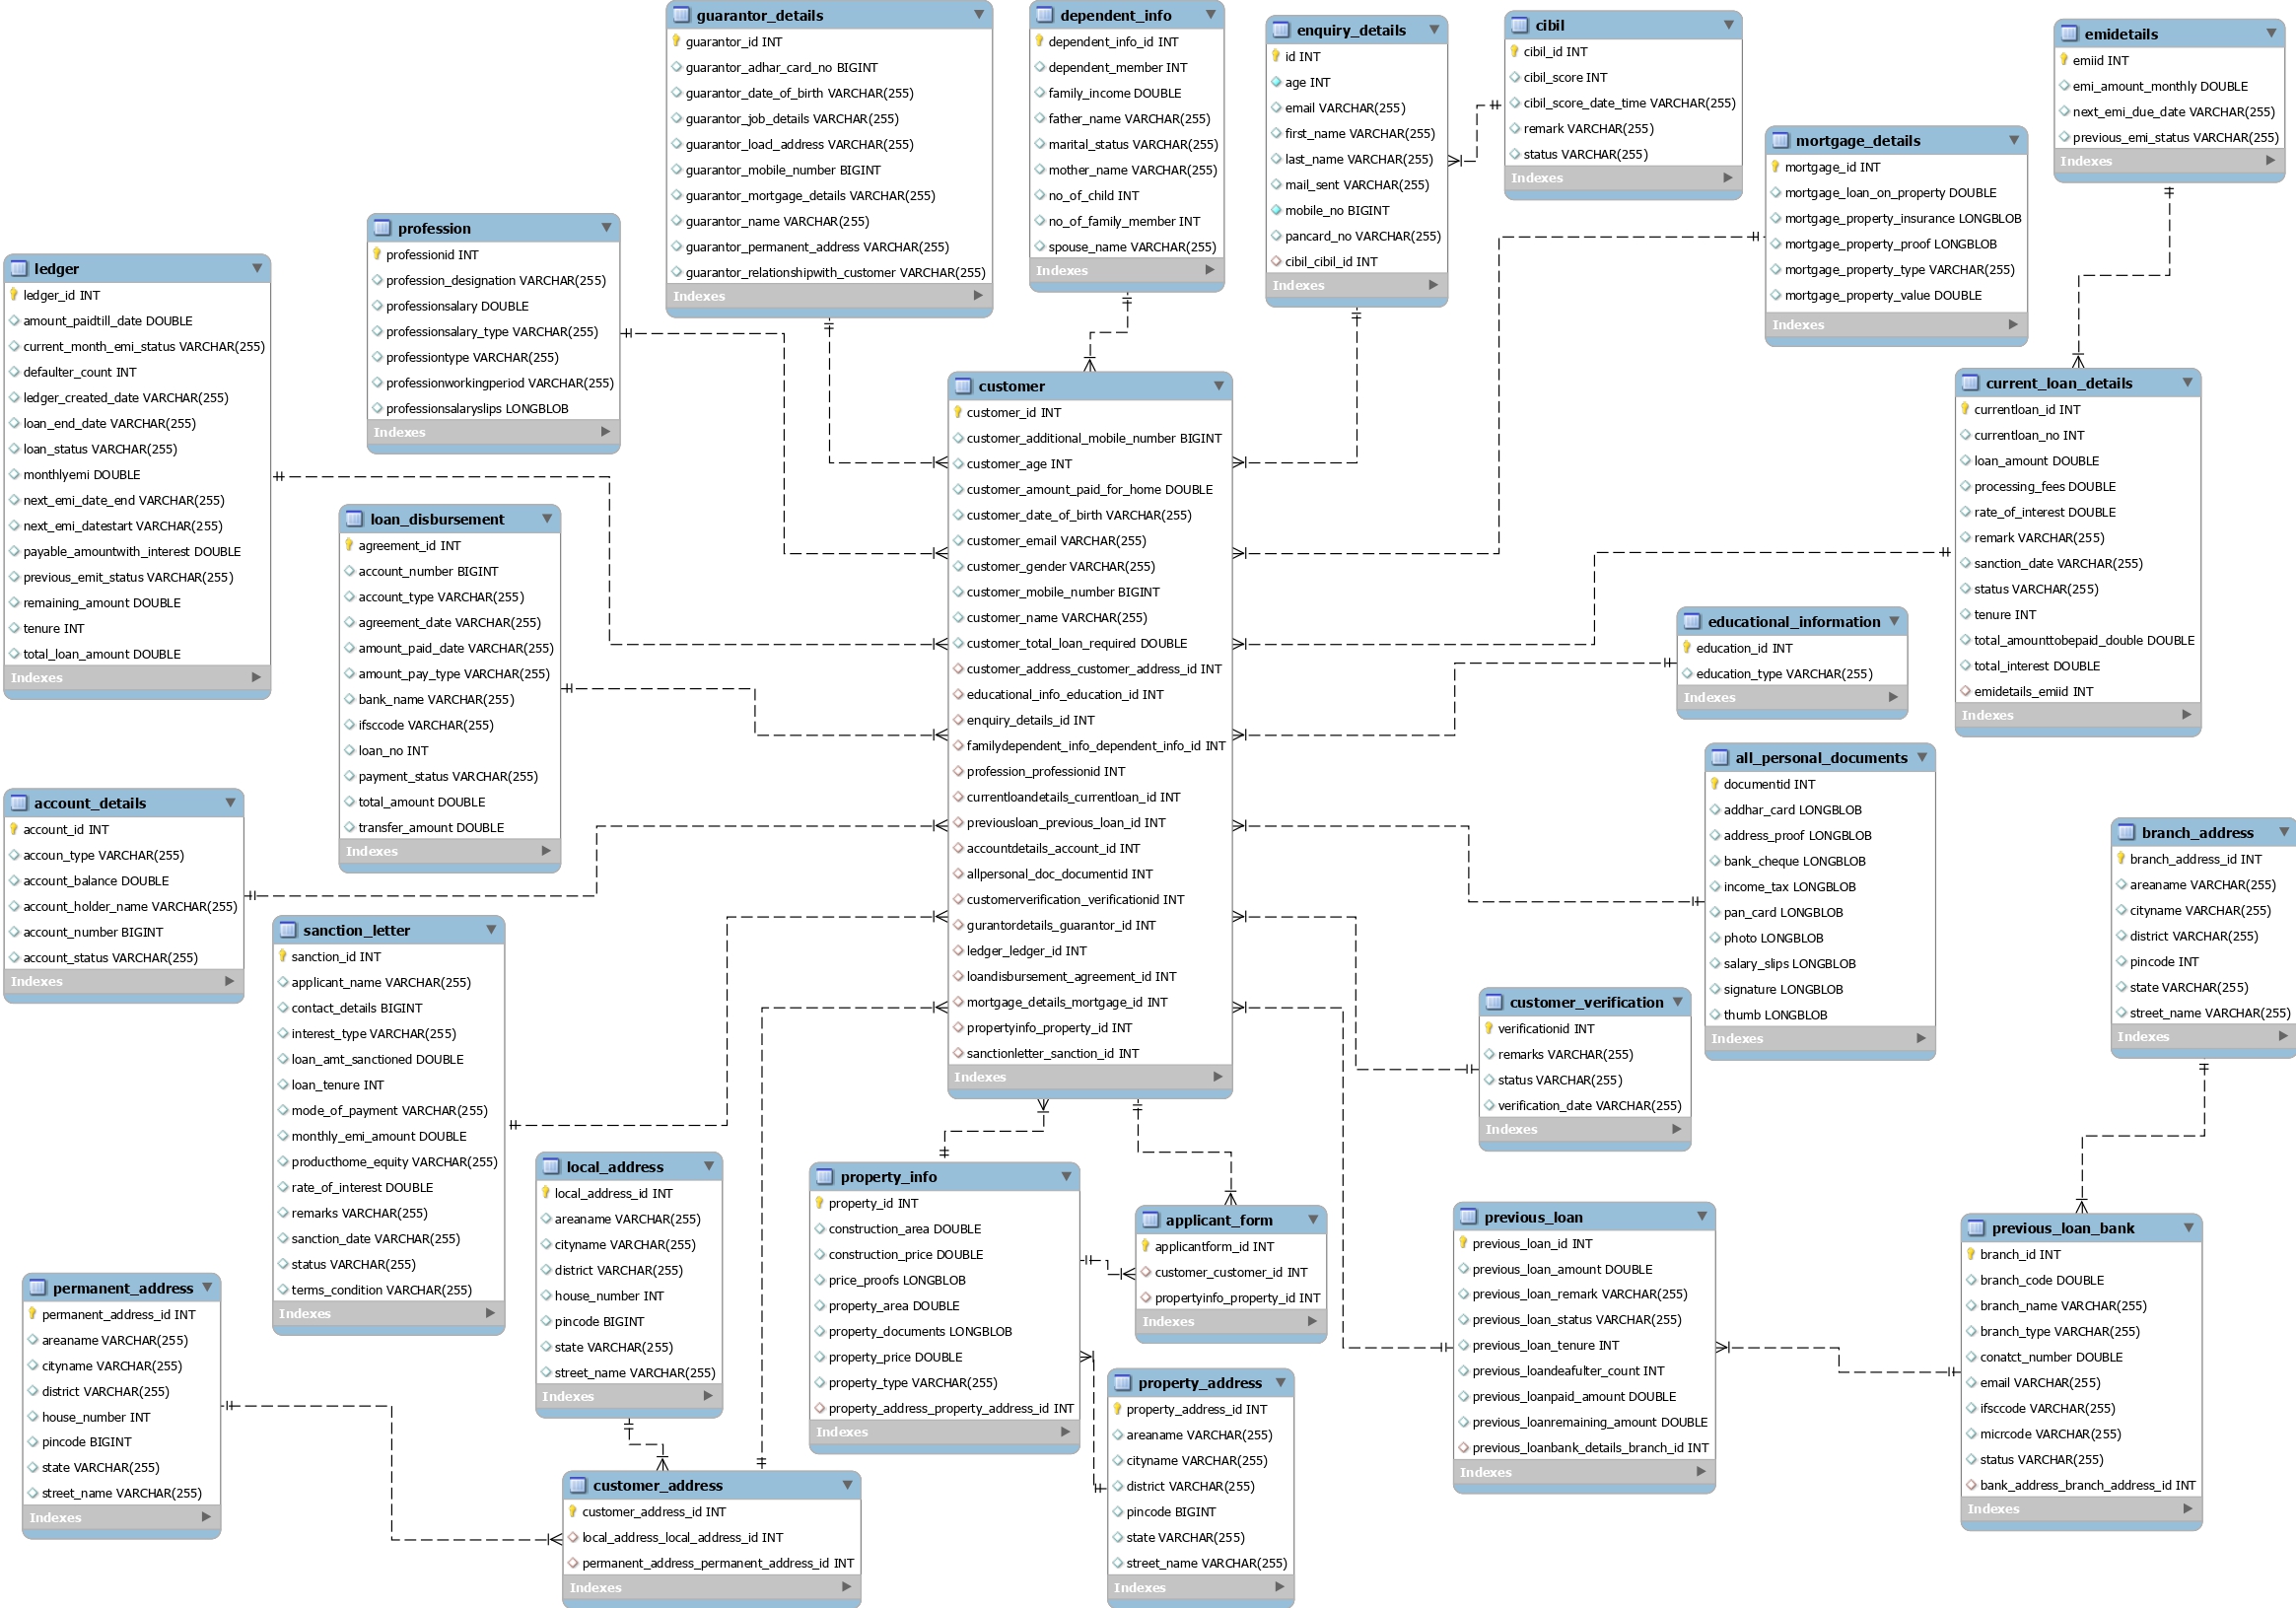 guarantor_details
guarantor_id INT
guarantor_adhar_card_no BIGINT
guarantor_date_of_birth VARCHAR(255)
guarantor_job_details VARCHAR(255)
guarantor_loacl_address VARCHAR(255)
guarantor_mobile_number BIGINT
guarantor_mortgage_details VARCHAR(255)
guarantor_name VARCHAR(255)
guarantor_permanent_address VARCHAR(255)
guarantor_relationshipwith_customer VARCHAR(255)
Indexes
dependent_info
dependent_info_id INT
dependent_member INT
family_income DOUBLE
father_name VARCHAR(255)
marital_status VARCHAR(255)
mother_name VARCHAR(255)
no_of_child INT
no_of_family_member INT
spouse_name VARCHAR(255)
Indexes
enquiry_details
id INT
age INT
email VARCHAR(255)
first_name VARCHAR(255)
last_name VARCHAR(255)
mail_sent VARCHAR(255)
mobile_no BIGINT
pancard_no VARCHAR(255)
cibil_cibil_id INT
Indexes
cibil
cibil_id INT
cibil_score INT
cibil_score_date_time VARCHAR(255)
remark VARCHAR(255)
status VARCHAR(255)
Indexes
emidetails
emiid INT
emi_amount_monthly DOUBLE
next_emi_due_date VARCHAR(255)
previous_emi_status VARCHAR(255)
Indexes
mortgage_details
mortgage_id INT
mortgage_loan_on_property DOUBLE
mortgage_property_insurance LONGBLOB
mortgage_property_proof LONGBLOB
mortgage_property_type VARCHAR(255)
mortgage_property_value DOUBLE
Indexes
profession
professionid INT
profession_designation VARCHAR(255)
professionsalary DOUBLE
professionsalary_type VARCHAR(255)
professiontype VARCHAR(255)
professionworkingperiod VARCHAR(255)
professionsalaryslips LONGBLOB
Indexes
ledger
ledger_id INT
amount_paidtill_date DOUBLE
current_month_emi_status VARCHAR(255)
defaulter_count INT
ledger_created_date VARCHAR(255)
loan_end_date VARCHAR(255)
loan_status VARCHAR(255)
monthlyemi DOUBLE
next_emi_date_end VARCHAR(255)
next_emi_datestart VARCHAR(255)
payable_amountwith_interest DOUBLE
previous_emit_status VARCHAR(255)
remaining_amount DOUBLE
tenure INT
total_loan_amount DOUBLE
Indexes
customer
customer_id INT
customer_additional_mobile_number BIGINT
customer_age INT
customer_amount_paid_for_home DOUBLE
customer_date_of_birth VARCHAR(255)
customer_email VARCHAR(255)
customer_gender VARCHAR(255)
customer_mobile_number BIGINT
customer_name VARCHAR(255)
customer_total_loan_required DOUBLE
customer_address_customer_address_id INT
educational_info_education_id INT
enquiry_details_id INT
familydependent_info_dependent_info_id INT
profession_professionid INT
currentloandetails_currentloan_id INT
previousloan_previous_loan_id INT
accountdetails_account_id INT
allpersonal_doc_documentid INT
customerverification_verificationid INT
gurantordetails_guarantor_id INT
ledger_ledger_id INT
loandisbursement_agreement_id INT
mortgage_details_mortgage_id INT
propertyinfo_property_id INT
sanctionletter_sanction_id INT
Indexes
current_loan_details
currentloan_id INT
currentloan_no INT
loan_amount DOUBLE
processing_fees DOUBLE
rate_of_interest DOUBLE
remark VARCHAR(255)
sanction_date VARCHAR(255)
status VARCHAR(255)
tenure INT
total_amounttobepaid_double DOUBLE
total_interest DOUBLE
emidetails_emiid INT
Indexes
loan_disbursement
agreement_id INT
account_number BIGINT
account_type VARCHAR(255)
agreement_date VARCHAR(255)
amount_paid_date VARCHAR(255)
amount_pay_type VARCHAR(255)
bank_name VARCHAR(255)
ifsccode VARCHAR(255)
loan_no INT
payment_status VARCHAR(255)
total_amount DOUBLE
transfer_amount DOUBLE
Indexes
educational_information
education_id INT
education_type VARCHAR(255)
Indexes
all_personal_documents
documentid INT
addhar_card LONGBLOB
address_proof LONGBLOB
bank_cheque LONGBLOB
income_tax LONGBLOB
pan_card LONGBLOB
photo LONGBLOB
salary_slips LONGBLOB
signature LONGBLOB
thumb LONGBLOB
Indexes
account_details
account_id INT
accoun_type VARCHAR(255)
account_balance DOUBLE
account_holder_name VARCHAR(255)
account_number BIGINT
account_status VARCHAR(255)
Indexes
branch_address
branch_address_id INT
areaname VARCHAR(255)
cityname VARCHAR(255)
district VARCHAR(255)
pincode INT
state VARCHAR(255)
street_name VARCHAR(255)
Indexes
sanction_letter
sanction_id INT
applicant_name VARCHAR(255)
contact_details BIGINT
interest_type VARCHAR(255)
loan_amt_sanctioned DOUBLE
loan_tenure INT
mode_of_payment VARCHAR(255)
monthly_emi_amount DOUBLE
producthome_equity VARCHAR(255)
rate_of_interest DOUBLE
remarks VARCHAR(255)
sanction_date VARCHAR(255)
status VARCHAR(255)
terms_condition VARCHAR(255)
Indexes
customer_verification
verificationid INT
remarks VARCHAR(255)
status VARCHAR(255)
verification_date VARCHAR(255)
Indexes
local_address
local_address_id INT
areaname VARCHAR(255)
cityname VARCHAR(255)
district VARCHAR(255)
house_number INT
pincode BIGINT
state VARCHAR(255)
street_name VARCHAR(255)
Indexes
property_info
property_id INT
construction_area DOUBLE
construction_price DOUBLE
price_proofs LONGBLOB
property_area DOUBLE
property_documents LONGBLOB
property_price DOUBLE
property_type VARCHAR(255)
property_address_property_address_id INT
Indexes
applicant_form
applicantform_id INT
customer_customer_id INT
propertyinfo_property_id INT
Indexes
previous_loan
previous_loan_id INT
previous_loan_amount DOUBLE
previous_loan_remark VARCHAR(255)
previous_loan_status VARCHAR(255)
previous_loan_tenure INT
previous_loandeafulter_count INT
previous_loanpaid_amount DOUBLE
previous_loanremaining_amount DOUBLE
previous_loanbank_details_branch_id INT
Indexes
previous_loan_bank
branch_id INT
branch_code DOUBLE
branch_name VARCHAR(255)
branch_type VARCHAR(255)
conatct_number DOUBLE
email VARCHAR(255)
ifsccode VARCHAR(255)
micrcode VARCHAR(255)
status VARCHAR(255)
bank_address_branch_address_id INT
Indexes
permanent_address
permanent_address_id INT
areaname VARCHAR(255)
cityname VARCHAR(255)
district VARCHAR(255)
house_number INT
pincode BIGINT
state VARCHAR(255)
street_name VARCHAR(255)
Indexes
property_address
property_address_id INT
areaname VARCHAR(255)
cityname VARCHAR(255)
district VARCHAR(255)
pincode BIGINT
state VARCHAR(255)
street_name VARCHAR(255)
Indexes
customer_address
customer_address_id INT
local_address_local_address_id INT
permanent_address_permanent_address_id INT
Indexes